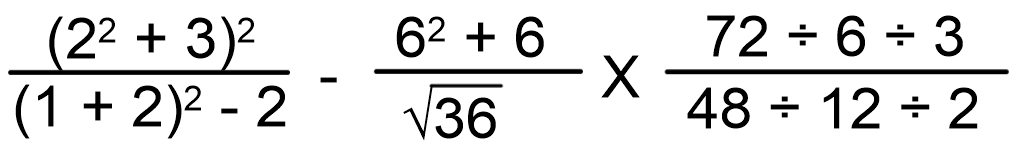 (2² + 3)² - 6² + 6 X 72 ÷ 6 ÷ 3
(1 + 2)² - 2 √36 48 ÷ 12 ÷ 2